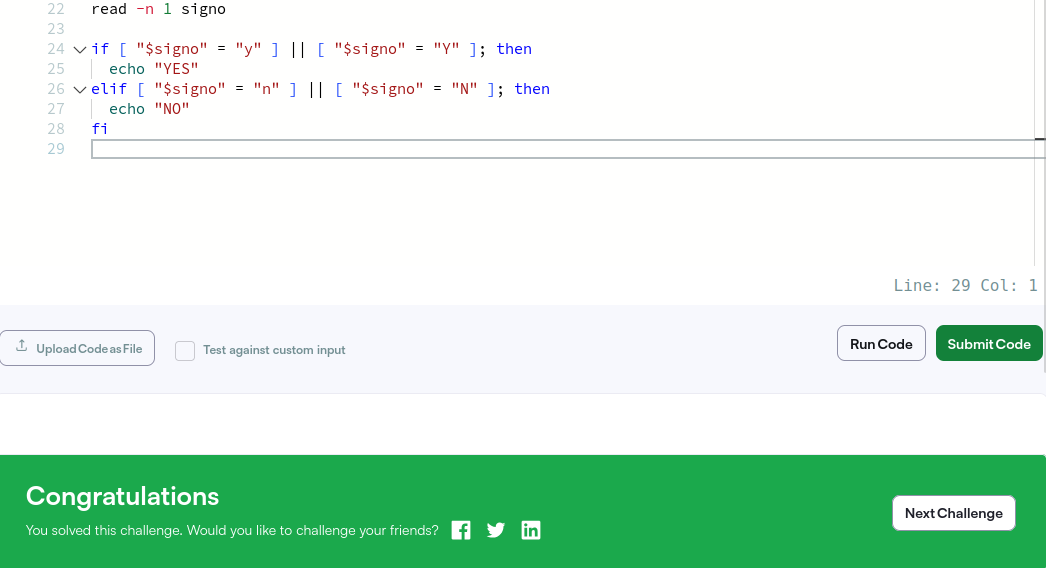 22 read -n 1 signo
23
24 if [ "$signo" = "y" ] || [ "$signo" = "Y" ]; then
25 echo "YES"
26 elif [ "$signo" = "n" ] || [ "$signo" = "N" ]; then
27 echo "NO"
28 fi
29
Line: 29 Col: 1
Upload Code as File
Test against custom input
Run Code
Submit Code
Congratulations
You solved this challenge. Would you like to challenge your friends?
Next Challenge